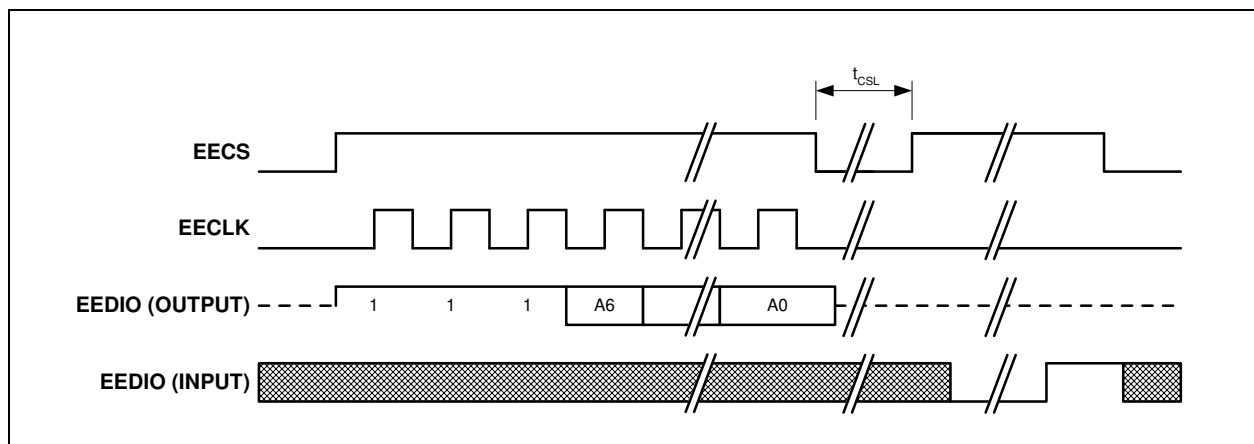 tCSL
EECS
EECLK
EEDIO (OUTPUT) 1 1 1 A6 A0
EEDIO (INPUT)